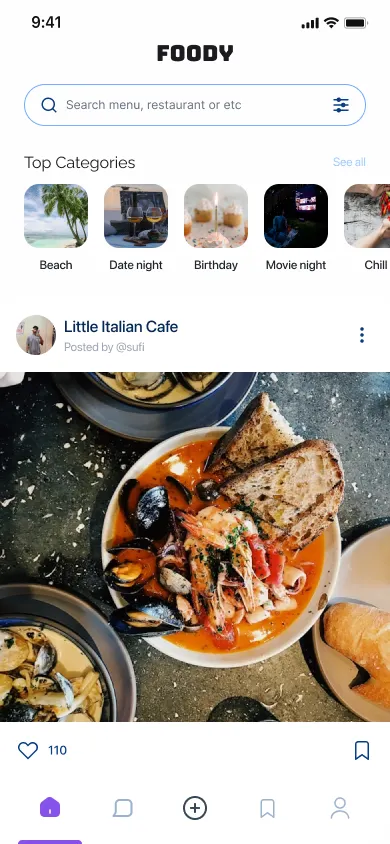 9:41
FOODY
Search menu, restaurant or etc
Top Categories
See all
Beach
Date night
Birthday
Movie night
Chill
Little Italian Cafe
Posted by @sufi
110